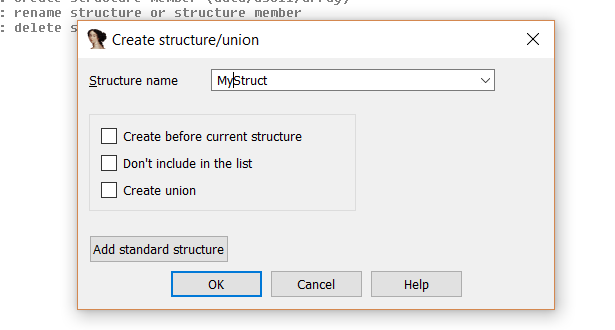 : create structure member (data/ascii/array)
: rename structure or structure member
: delete s
Create structure/union
Structure name MyStruct
Create before current structure
Don't include in the list
Create union
Add standard structure
OK Cancel Help